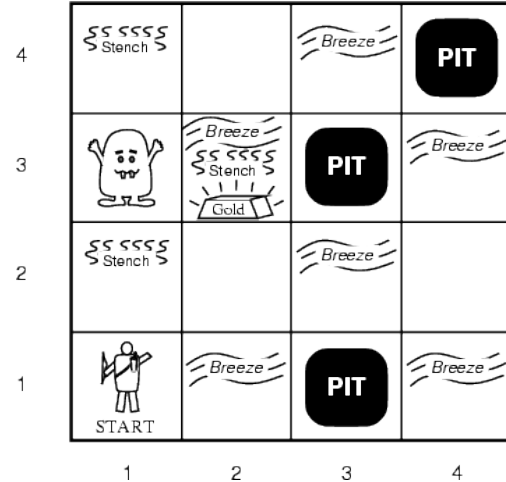 4
Stench
Breeze
PIT
3
Breeze
Stench
Gold
PIT
Breeze
2
Stench
Breeze
1
START
Breeze
PIT
Breeze
1 2 3 4